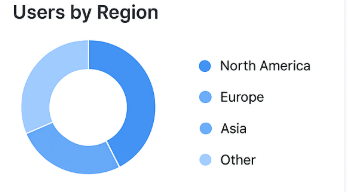 Users by Region
North America
Europe
Asia
Other